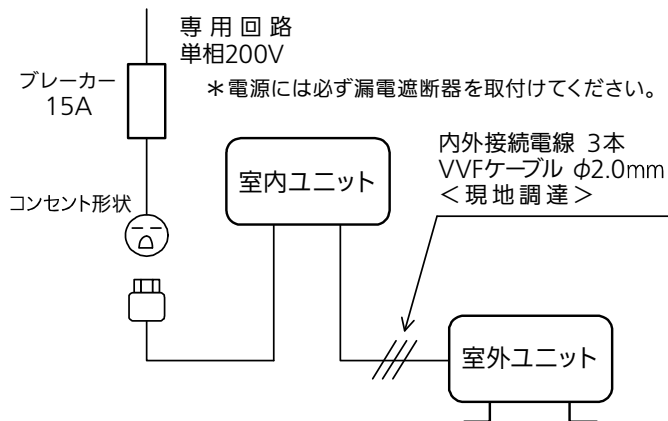 専用回路
単相200V
ブレーカー
15A
＊電源には必ず漏電遮断器を取付けてください。
内外接続電線 3本
VVFケーブル φ2.0mm
＜現地調達＞
室内ユニット
コンセント形状
室外ユニット